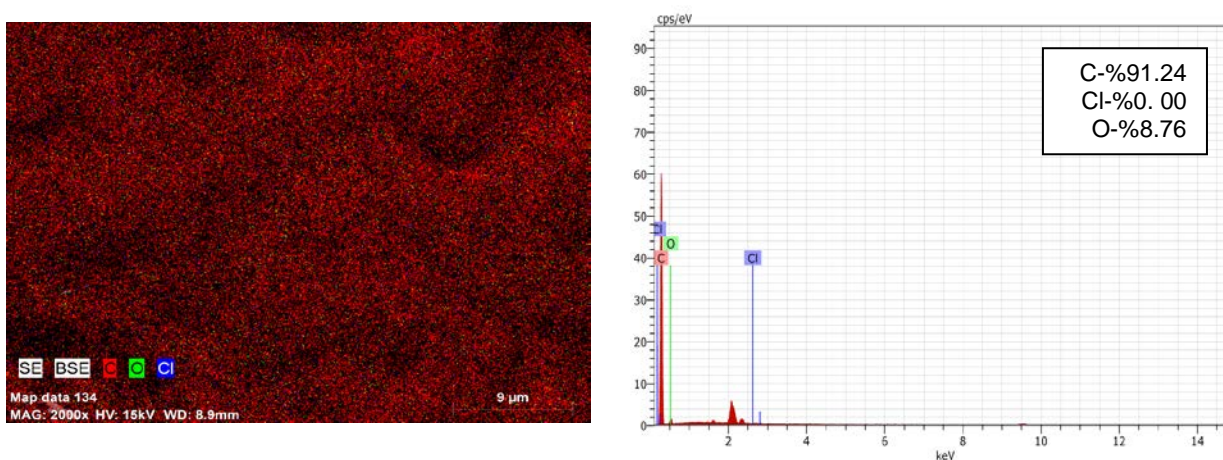 SE BSE C O Cl
Map data 134
MAG: 2000x HV: 15kV WD: 8.9mm
9 µm
cps/eV
90
80
70
60
50
40
30
20
10
0
Cl
O
C
Cl
2 4 6 8 10 12 14
keV
C-%91.24
Cl-%0. 00
O-%8.76